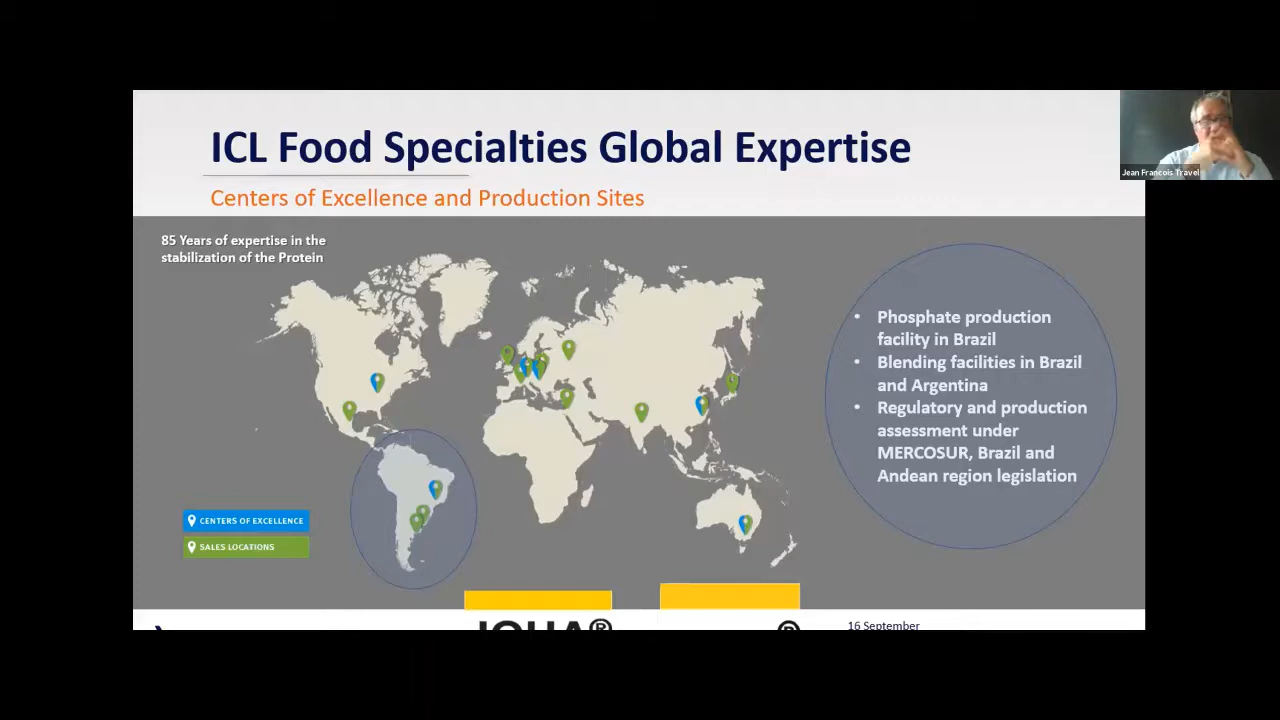 ICL Food Specialties Global Expertise
Jean Francois Travel
Centers of Excellence and Production Sites
85 Years of expertise in the
stabilization of the Protein
• Phosphate production
facility in Brazil
• Blending facilities in Brazil
and Argentina
• Regulatory and production
assessment under
MERCOSUR, Brazil and
Andean region legislation
CENTERS OF EXCELLENCE
SALES LOCATIONS
®
®
16 September